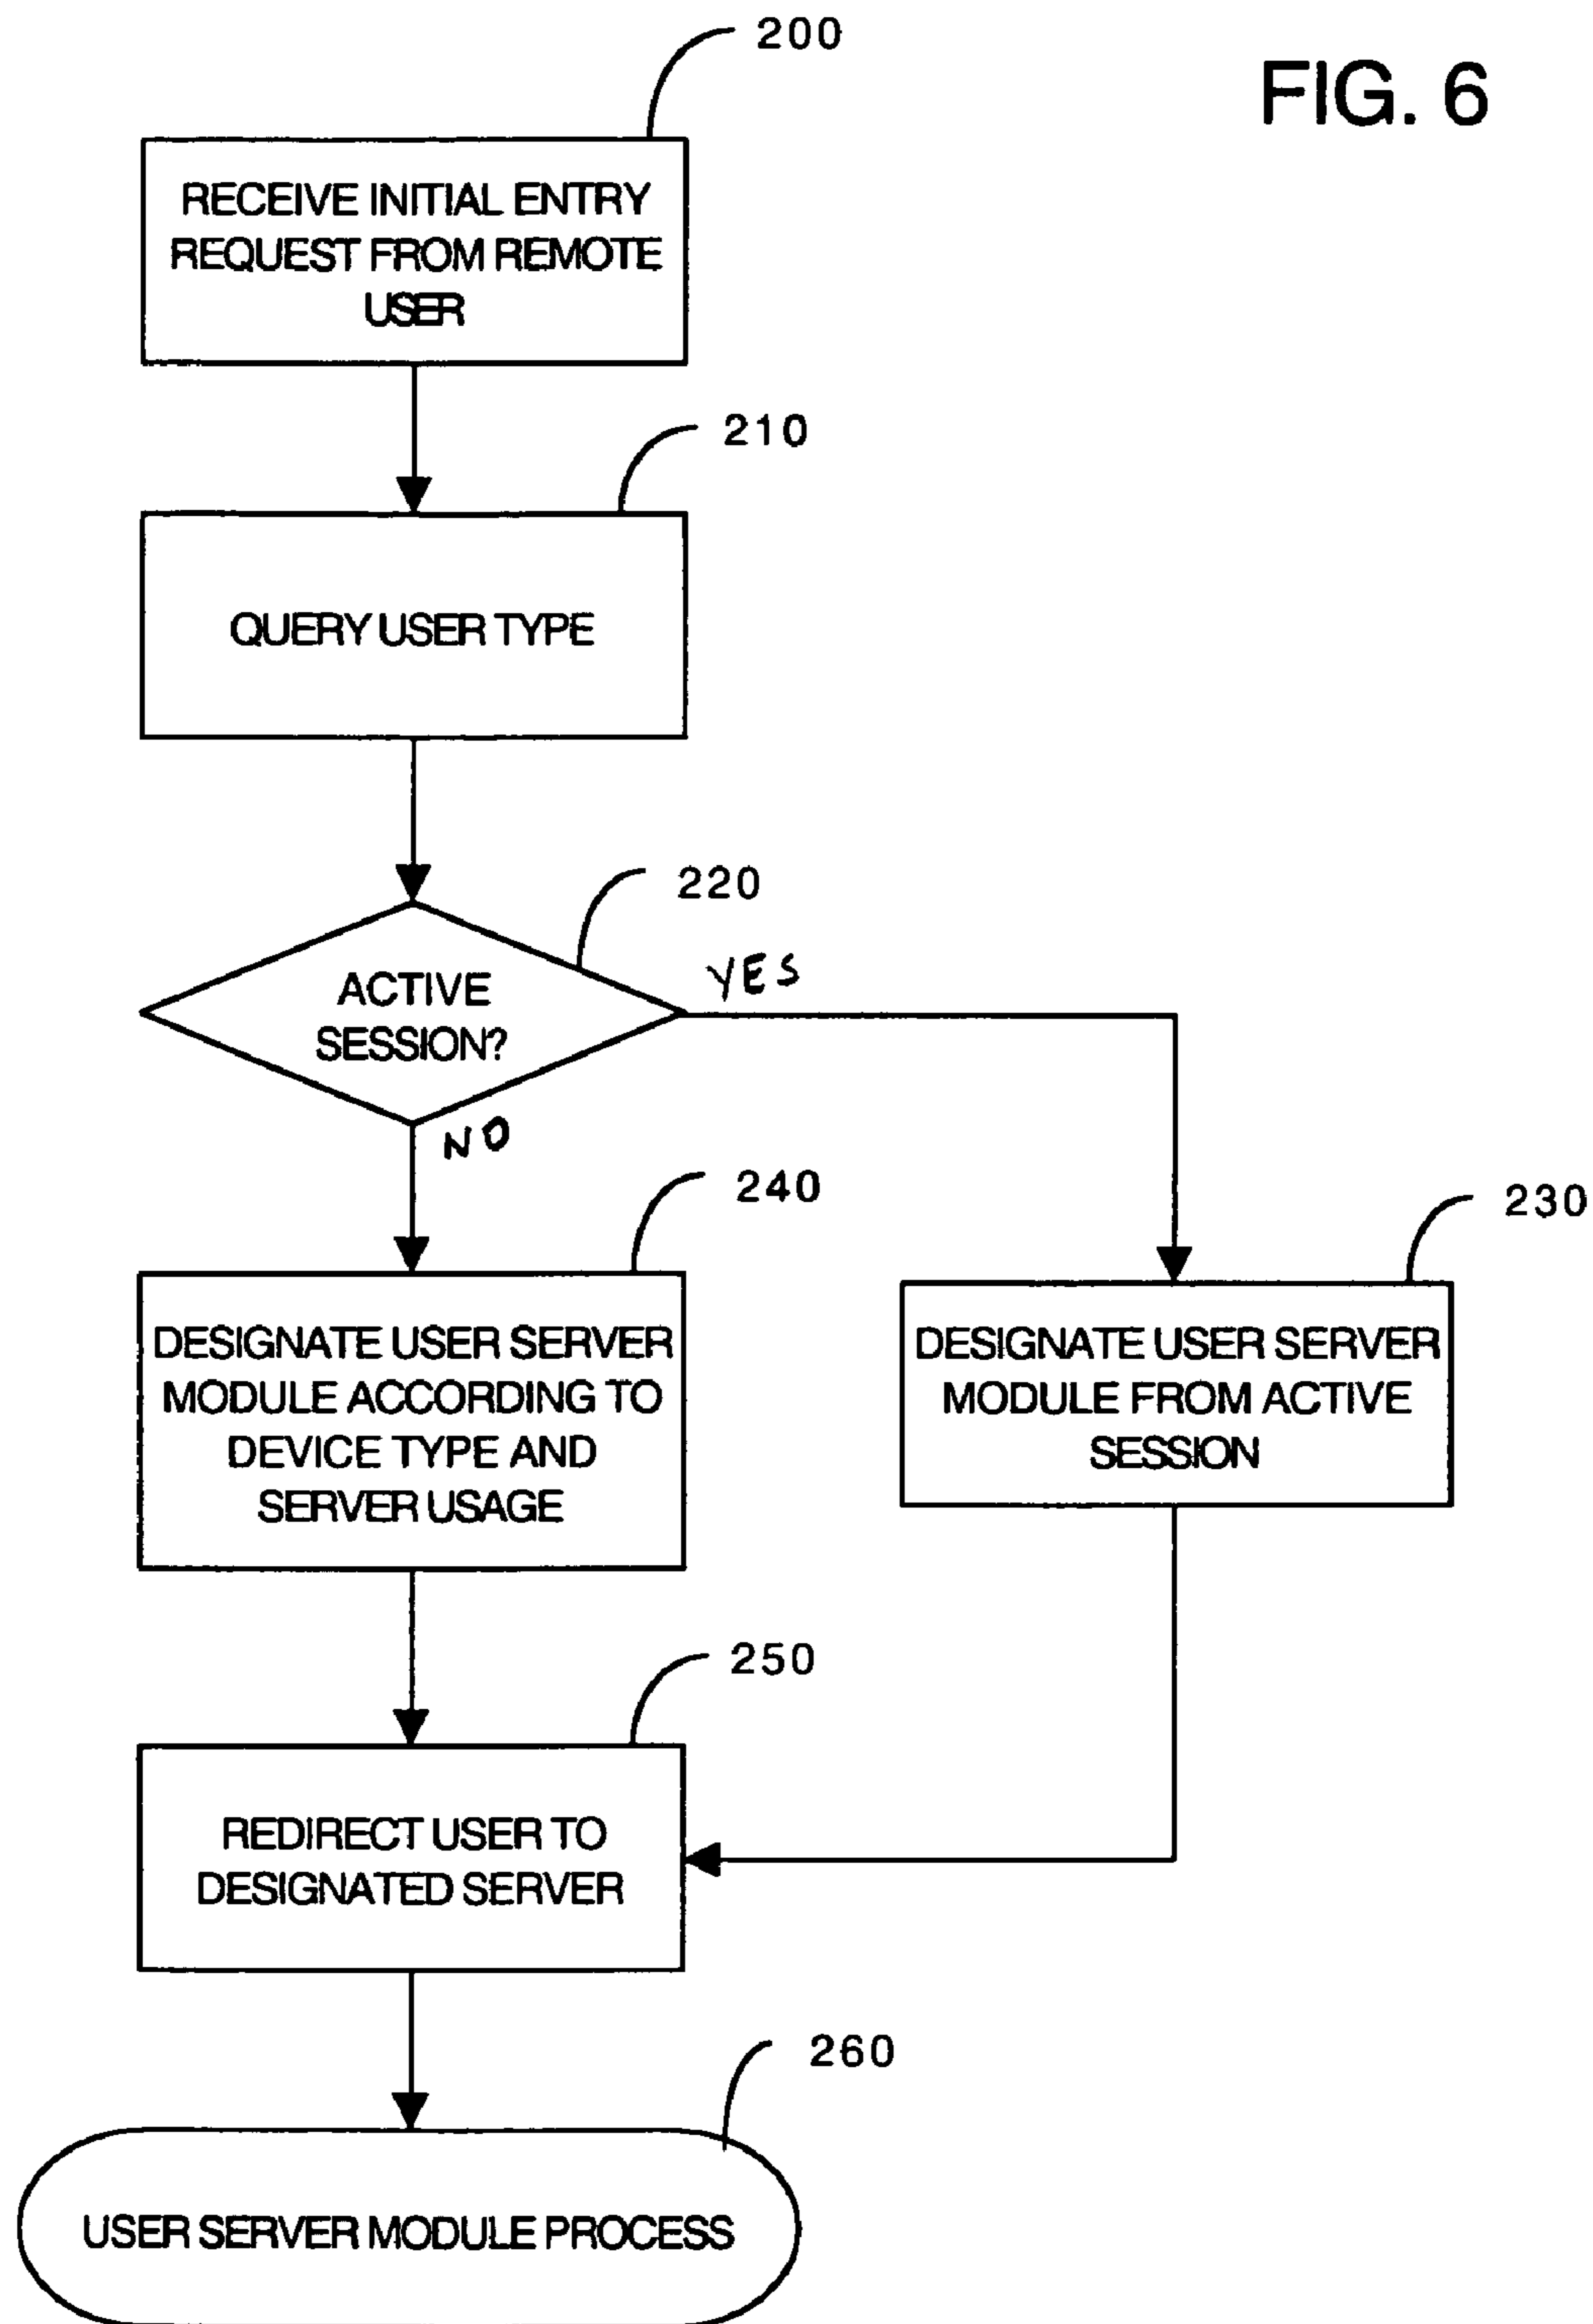 FIG. 6
200
RECEIVE INITIAL ENTRY
REQUEST FROM REMOTE
USER
210
QUERY USER TYPE
220
ACTIVE
SESSION?
YES
NO
240
DESIGNATE USER SERVER
MODULE ACCORDING TO
DEVICE TYPE AND
SERVER USAGE
230
DESIGNATE USER SERVER
MODULE FROM ACTIVE
SESSION
250
REDIRECT USER TO
DESIGNATED SERVER
260
USER SERVER MODULE PROCESS